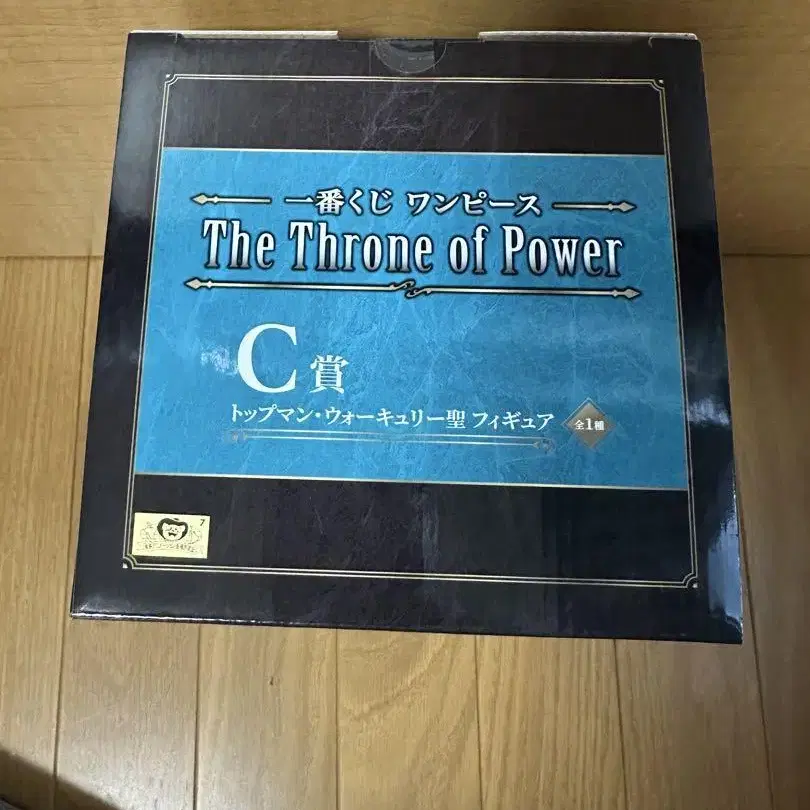 一番くじ ワンピース
The Throne of Power
C賞
トップマン・ウォーキュリー聖 フィギュア
全1種
7